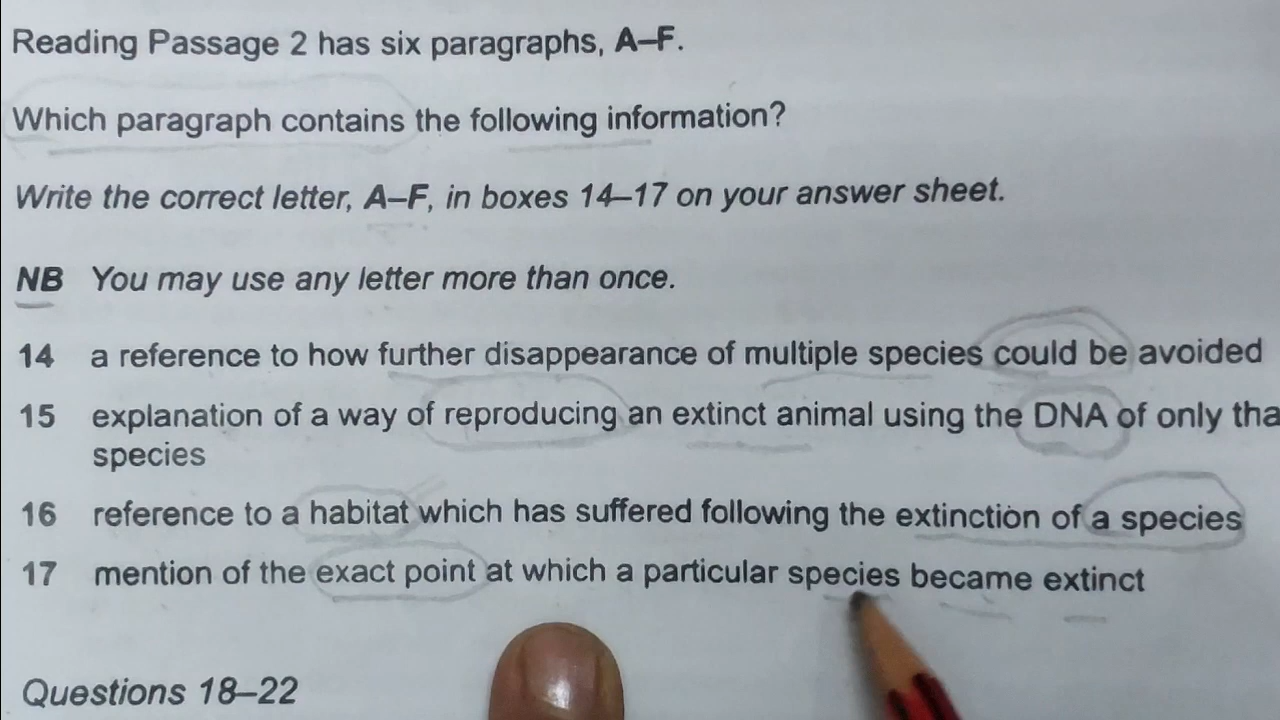 Reading Passage 2 has six paragraphs, A–F.
Which paragraph contains the following information?
Write the correct letter, A–F, in boxes 14–17 on your answer sheet.
NB You may use any letter more than once.
14 a reference to how further disappearance of multiple species could be avoided
15 explanation of a way of reproducing an extinct animal using the DNA of only tha
species
16 reference to a habitat which has suffered following the extinction of a species
17 mention of the exact point at which a particular species became extinct
Questions 18–22